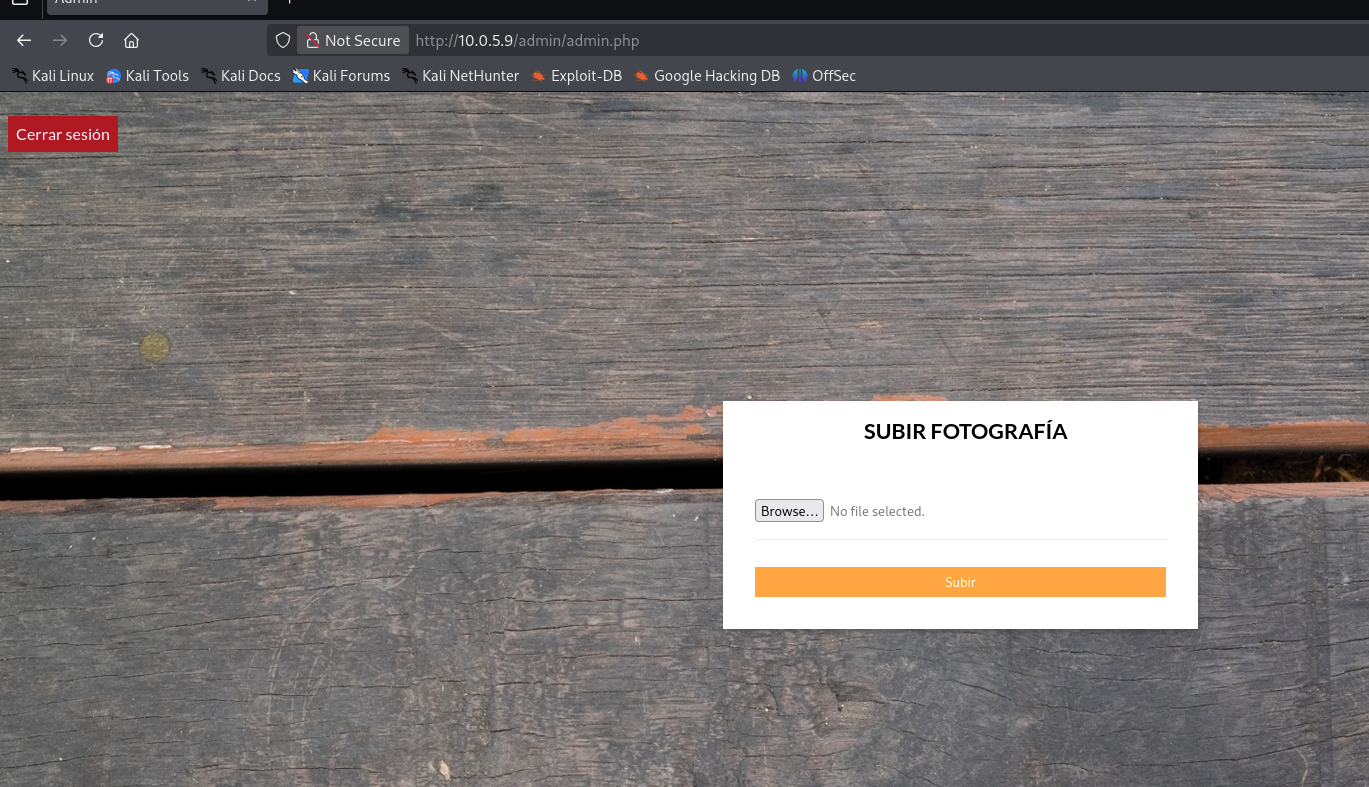 Admin
Not Secure http://10.0.5.9/admin/admin.php
Kali Linux Kali Tools Kali Docs Kali Forums Kali NetHunter Exploit-DB Google Hacking DB OffSec
Cerrar sesión
SUBIR FOTOGRAFÍA
Browse... No file selected.
Subir